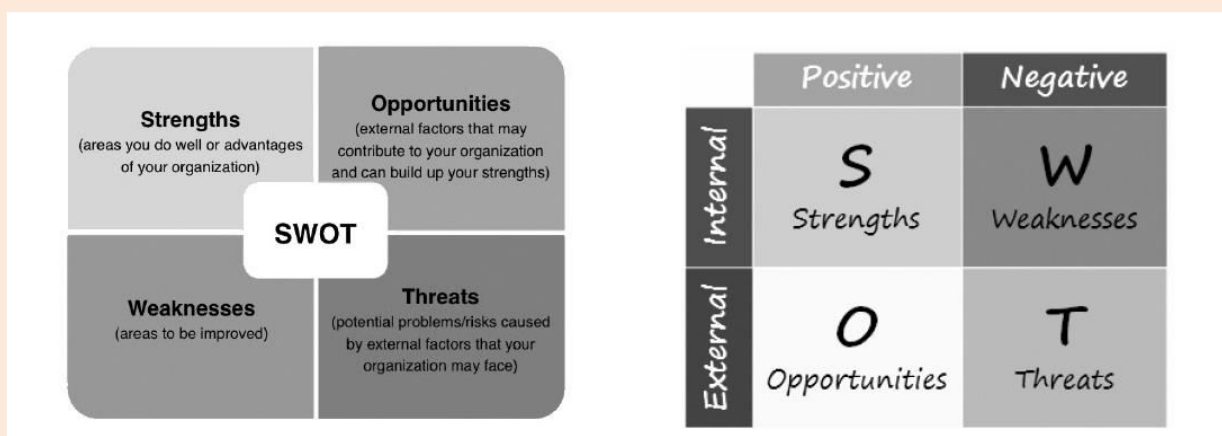 Strengths
(areas you do well or advantages
of your organization)
Opportunities
(external factors that may
contribute to your organization
and can build up your strengths)
SWOT
Weaknesses
(areas to be improved)
Threats
(potential problems/risks caused
by external factors that your
organization may face)
Positive
Negative
Internal
S
Strengths
W
Weaknesses
External
O
Opportunities
T
Threats